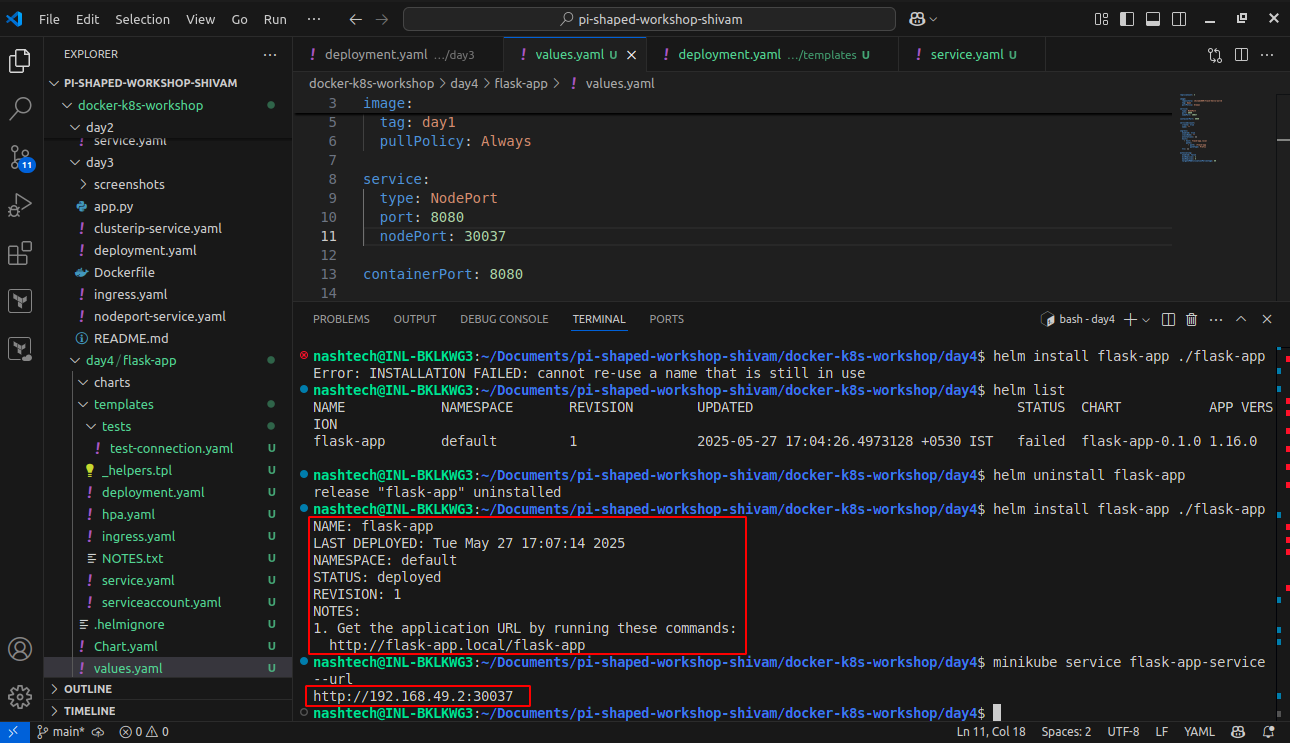 File Edit Selection View Go Run ··· pi-shaped-workshop-shivam
EXPLORER ···
PI-SHAPED-WORKSHOP-SHIVAM
docker-k8s-workshop
day2
service.yaml
day3
screenshots
app.py
clusterip-service.yaml
deployment.yaml
Dockerfile
ingress.yaml
nodeport-service.yaml
README.md
day4 / flask-app
charts
templates
tests
test-connection.yaml U
_helpers.tpl U
deployment.yaml U
hpa.yaml U
ingress.yaml U
NOTES.txt U
service.yaml U
serviceaccount.yaml U
.helmignore U
Chart.yaml U
values.yaml U
OUTLINE
TIMELINE
11
! deployment.yaml .../day3 ! values.yaml U ! deployment.yaml .../templates U ! service.yaml U
docker-k8s-workshop > day4 > flask-app > ! values.yaml
3 image:
5 tag: day1
6 pullPolicy: Always
7
8 service:
9 type: NodePort
10 port: 8080
11 nodePort: 30037
12
13 containerPort: 8080
14
PROBLEMS OUTPUT DEBUG CONSOLE TERMINAL PORTS bash - day4
nashtech@INL-BKLKWG3:~/Documents/pi-shaped-workshop-shivam/docker-k8s-workshop/day4$ helm install flask-app ./flask-app
Error: INSTALLATION FAILED: cannot re-use a name that is still in use
nashtech@INL-BKLKWG3:~/Documents/pi-shaped-workshop-shivam/docker-k8s-workshop/day4$ helm list
NAME NAMESPACE REVISION UPDATED STATUS CHART APP VERS
ION
flask-app default 1 2025-05-27 17:04:26.4973128 +0530 IST failed flask-app-0.1.0 1.16.0
nashtech@INL-BKLKWG3:~/Documents/pi-shaped-workshop-shivam/docker-k8s-workshop/day4$ helm uninstall flask-app
release "flask-app" uninstalled
nashtech@INL-BKLKWG3:~/Documents/pi-shaped-workshop-shivam/docker-k8s-workshop/day4$ helm install flask-app ./flask-app
NAME: flask-app
LAST DEPLOYED: Tue May 27 17:07:14 2025
NAMESPACE: default
STATUS: deployed
REVISION: 1
NOTES:
1. Get the application URL by running these commands:
http://flask-app.local/flask-app
nashtech@INL-BKLKWG3:~/Documents/pi-shaped-workshop-shivam/docker-k8s-workshop/day4$ minikube service flask-app-service
--url
http://192.168.49.2:30037
nashtech@INL-BKLKWG3:~/Documents/pi-shaped-workshop-shivam/docker-k8s-workshop/day4$
main* 0 0 Ln 11, Col 18 Spaces: 2 UTF-8 LF YAML